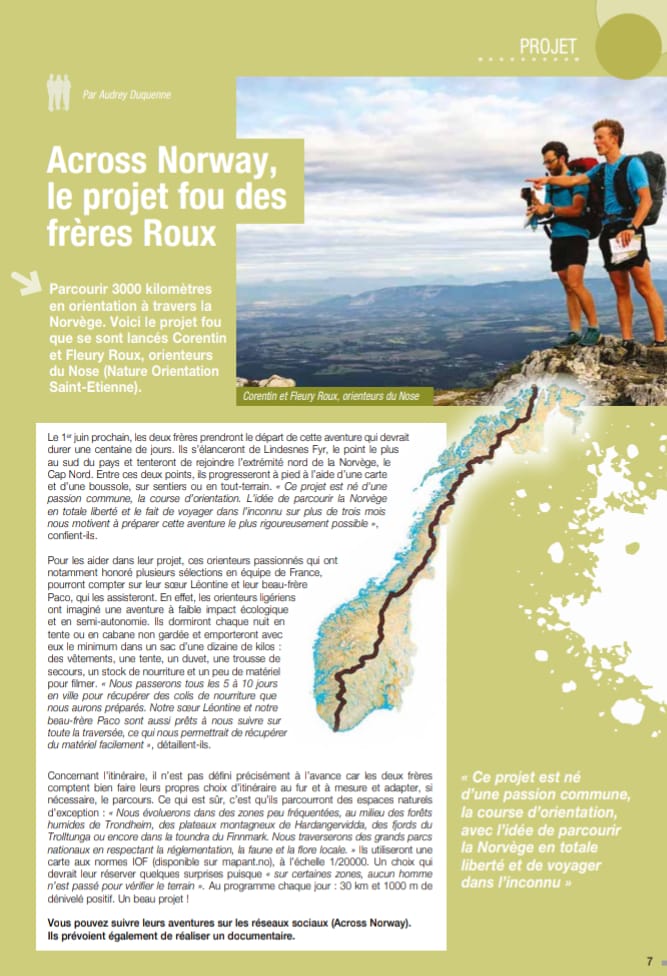 PROJET
Par Audrey Duquenne
Across Norway,
le projet fou des
frères Roux
Parcourir 3000 kilomètres
en orientation à travers la
Norvège. Voici le projet fou
que se sont lancés Corentin
et Fleury Roux, orienteurs
du Nose (Nature Orientation
Saint-Etienne).
Corentin et Fleury Roux, orienteurs du Nose
Le 1er juin prochain, les deux frères prendront le départ de cette aventure qui devrait
durer une centaine de jours. Ils s'élanceront de Lindesnes Fyr, le point le plus
au sud du pays et tenteront de rejoindre l'extrémité nord de la Norvège, le
Cap Nord. Entre ces deux points, ils progresseront à pied à l'aide d'une carte
et d'une boussole, sur sentiers ou en tout-terrain. « Ce projet est né d'une
passion commune, la course d'orientation. L'idée de parcourir la Norvège
en totale liberté et le fait de voyager dans l'inconnu sur plus de trois mois
nous motivent à préparer cette aventure le plus rigoureusement possible »,
confient-ils.
Pour les aider dans leur projet, ces orienteurs passionnés qui ont
notamment honoré plusieurs sélections en équipe de France,
pourront compter sur leur sœur Léontine et leur beau-frère
Paco, qui les assisteront. En effet, les orienteurs ligériens
ont imaginé une aventure à faible impact écologique
et en semi-autonomie. Ils dormiront chaque nuit en
tente ou en cabane non gardée et emporteront avec
eux le minimum dans un sac d'une dizaine de kilos :
des vêtements, une tente, un duvet, une trousse de
secours, un stock de nourriture et un peu de matériel
pour filmer. « Nous passerons tous les 5 à 10 jours
en ville pour récupérer des colis de nourriture que
nous aurons préparés. Notre sœur Léontine et notre
beau-frère Paco sont aussi prêts à nous suivre sur
toute la traversée, ce qui nous permettrait de récupérer
du matériel facilement », détaillent-ils.
Concernant l'itinéraire, il n'est pas défini précisément à l'avance car les deux frères
comptent bien faire leurs propres choix d'itinéraire au fur et à mesure et adapter, si
nécessaire, le parcours. Ce qui est sûr, c'est qu'ils parcourront des espaces naturels
d'exception : « Nous évoluerons dans des zones peu fréquentées, au milieu des forêts
humides de Trondheim, des plateaux montagneux de Hardangervidda, des fjords du
Trolltunga ou encore dans la toundra du Finnmark. Nous traverserons des grands parcs
nationaux en respectant la réglementation, la faune et la flore locale. » Ils utiliseront une
carte aux normes IOF (disponible sur mapant.no), à l'échelle 1/20000. Un choix qui
devrait leur réserver quelques surprises puisque « sur certaines zones, aucun homme
n'est passé pour vérifier le terrain ». Au programme chaque jour : 30 km et 1000 m de
dénivelé positif. Un beau projet !
Vous pouvez suivre leurs aventures sur les réseaux sociaux (Across Norway).
Ils prévoient également de réaliser un documentaire.
« Ce projet est né
d'une passion commune,
la course d'orientation,
avec l'idée de parcourir
la Norvège en totale
liberté et de voyager
dans l'inconnu »
7